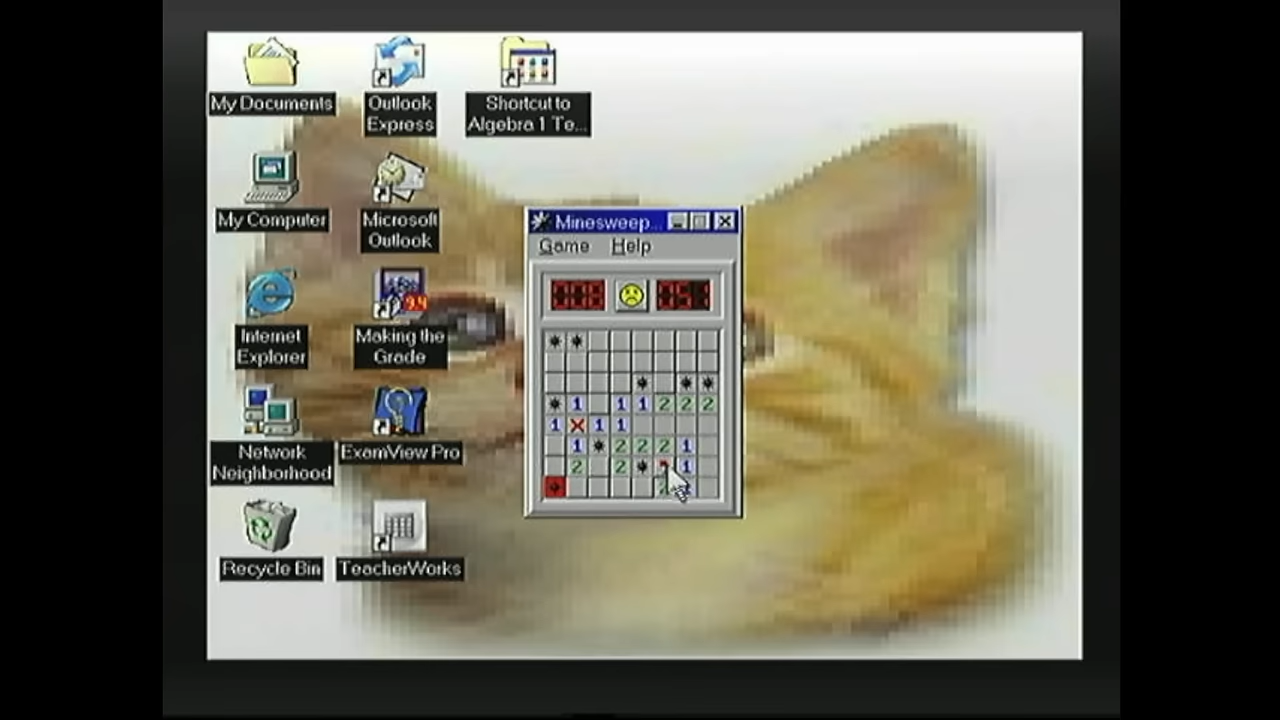 My Documents
Outlook
Express
Shortcut to
Algebra 1 Te...
My Computer
Microsoft
Outlook
Internet
Explorer
Making the
Grade
Network
Neighborhood
ExamView Pro
Recycle Bin
TeacherWorks
Minesweep...
Game Help
1 1 1 2 2 2
1 1 1
1 2 2 2 1
2 2 1
2 1